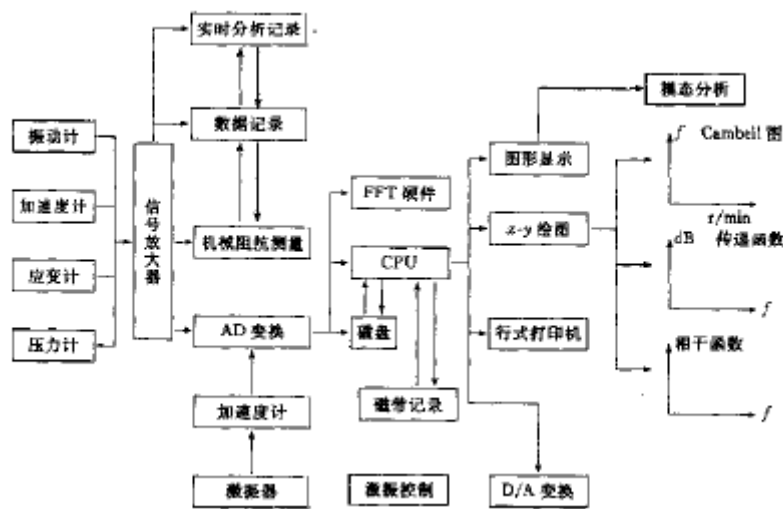 实时分析记录
数据记录
机械阻抗测量
AD 变换
加速度计
激振器
振动计
加速度计
应变计
压力计
信号放大器
FFT 硬件
CPU
磁盘
磁带记录
激振控制
图形显示
x-y 绘图
行式打印机
D/A 变换
模态分析
f Cambell 图
r/min
dB 传递函数
f
相干函数
f